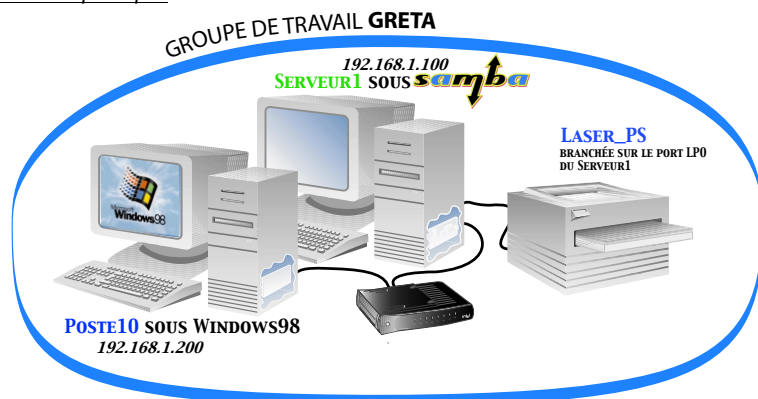 GROUPE DE TRAVAIL GRETA
192.168.1.100
SERVEUR1 SOUS samba
LASER_PS
BRANCHÉE SUR LE PORT LP0
DU SERVEUR1
Microsoft
Windows98
POSTE10 SOUS WINDOWS98
192.168.1.200